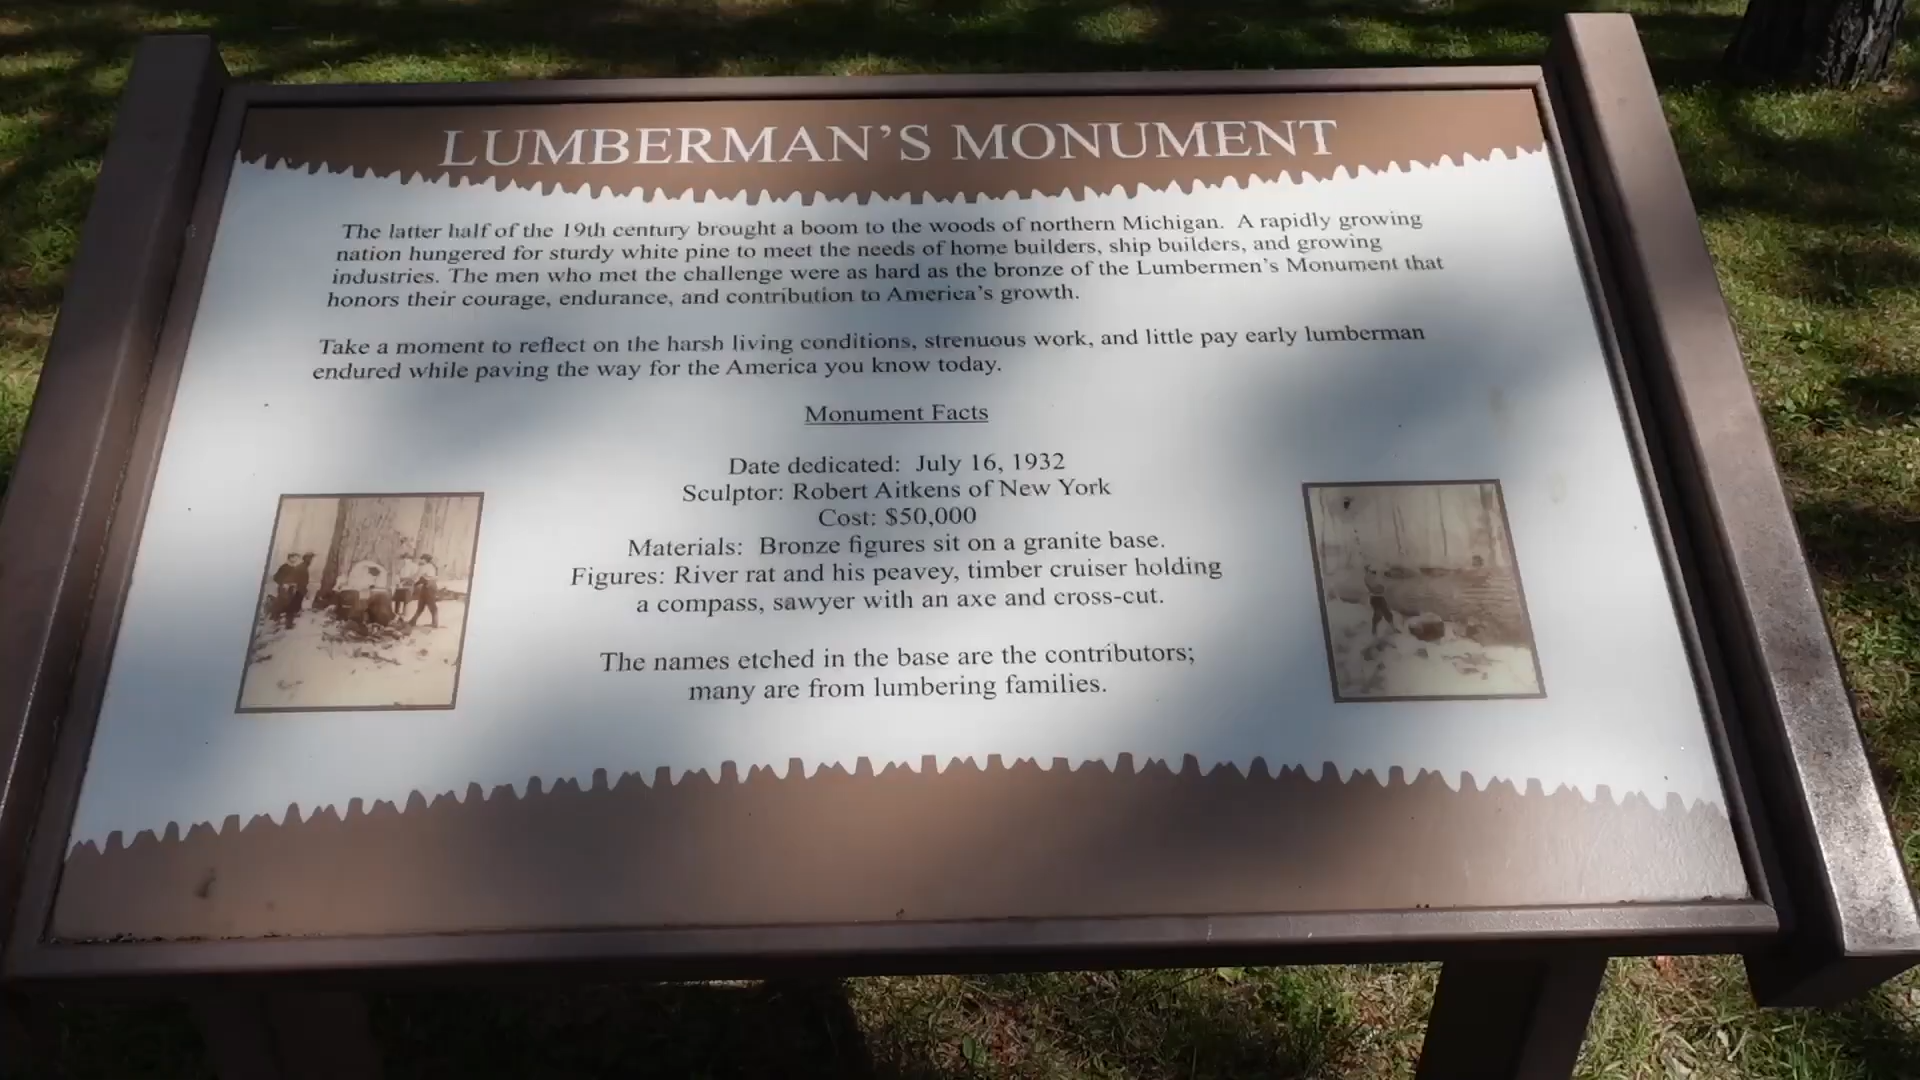 LUMBERMAN'S MONUMENT
The latter half of the 19th century brought a boom to the woods of northern Michigan. A rapidly growing
nation hungered for sturdy white pine to meet the needs of home builders, ship builders, and growing
industries. The men who met the challenge were as hard as the bronze of the Lumbermen's Monument that
honors their courage, endurance, and contribution to America's growth.
Take a moment to reflect on the harsh living conditions, strenuous work, and little pay early lumberman
endured while paving the way for the America you know today.
Monument Facts
Date dedicated: July 16, 1932
Sculptor: Robert Aitkens of New York
Cost: $50,000
Materials: Bronze figures sit on a granite base.
Figures: River rat and his peavey, timber cruiser holding
a compass, sawyer with an axe and cross-cut.
The names etched in the base are the contributors;
many are from lumbering families.